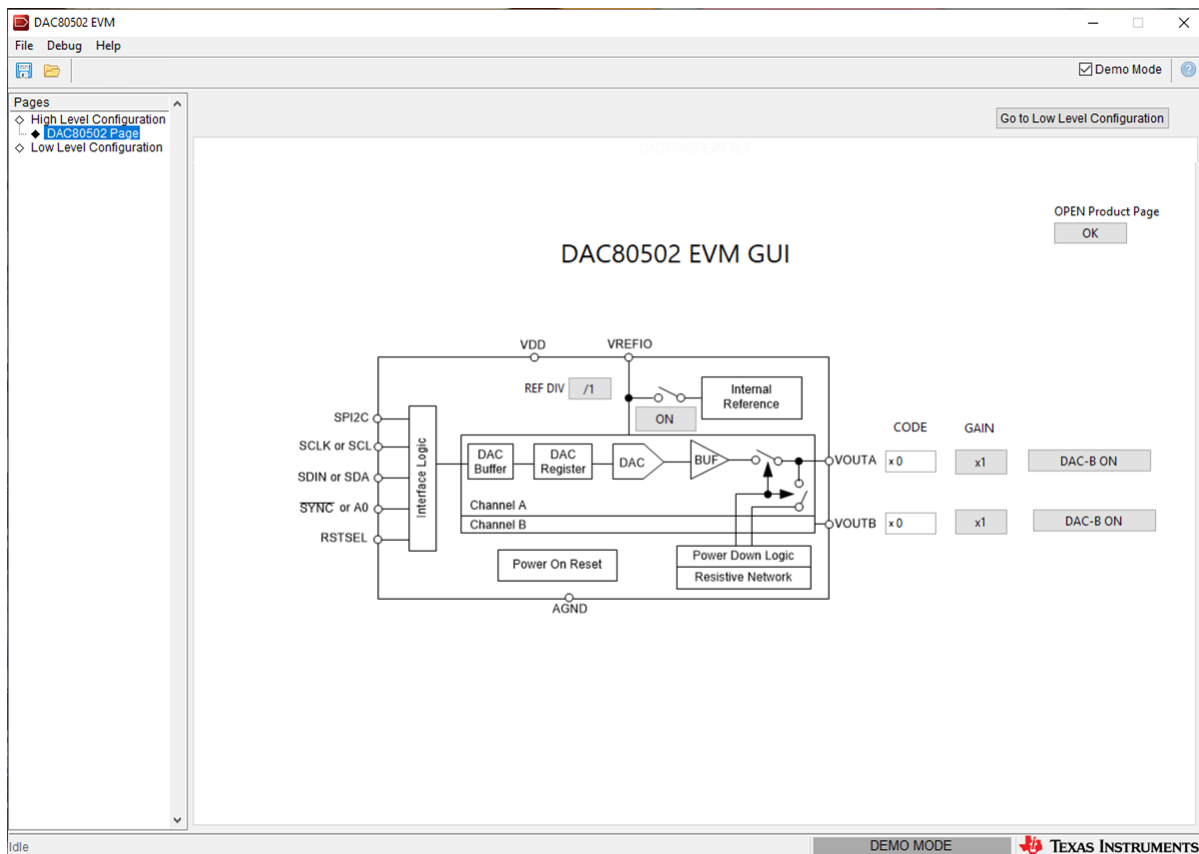 DAC80502 EVM
File Debug Help
Demo Mode
Pages
High Level Configuration
DAC80502 Page
Low Level Configuration
Go to Low Level Configuration
OPEN Product Page
OK
DAC80502 EVM GUI
VDD VREFIO
REF DIV /1
Internal
Reference
ON
SPI2C
SCLK or SCL
SDIN or SDA
SYNC or A0
RSTSEL
Interface Logic
DAC
Buffer
DAC
Register
DAC
BUF
Channel A
Channel B
Power On Reset
Power Down Logic
Resistive Network
AGND
CODE GAIN
VOUTA x 0 x1 DAC-B ON
VOUTB x 0 x1 DAC-B ON
Idle DEMO MODE TEXAS INSTRUMENTS